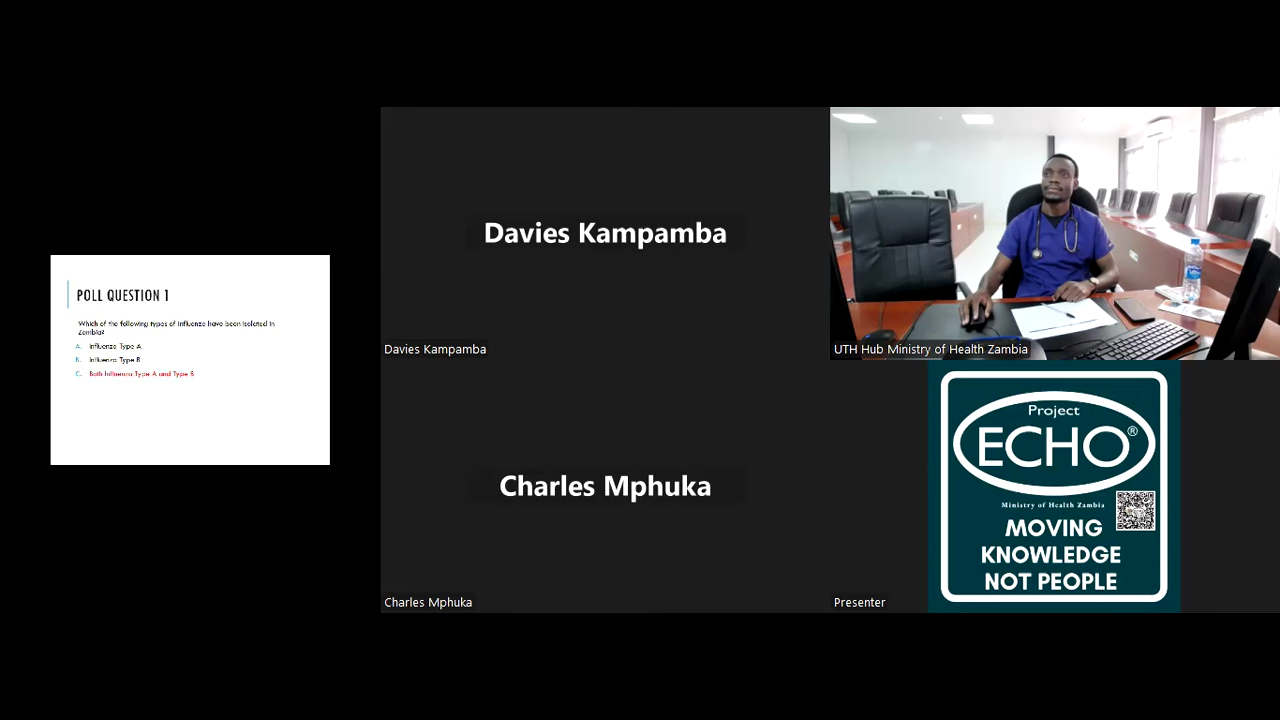 POLL QUESTION 1
Which of the following types of Influenza have been isolated in
Zambia?
A. Influenza Type A
B. Influenza Type B
C. Both Influenza Type A and Type B
Davies Kampamba
Davies Kampamba
UTH Hub Ministry of Health Zambia
Charles Mphuka
Charles Mphuka
Project
ECHO®
Ministry of Health Zambia
MOVING
KNOWLEDGE
NOT PEOPLE
Presenter